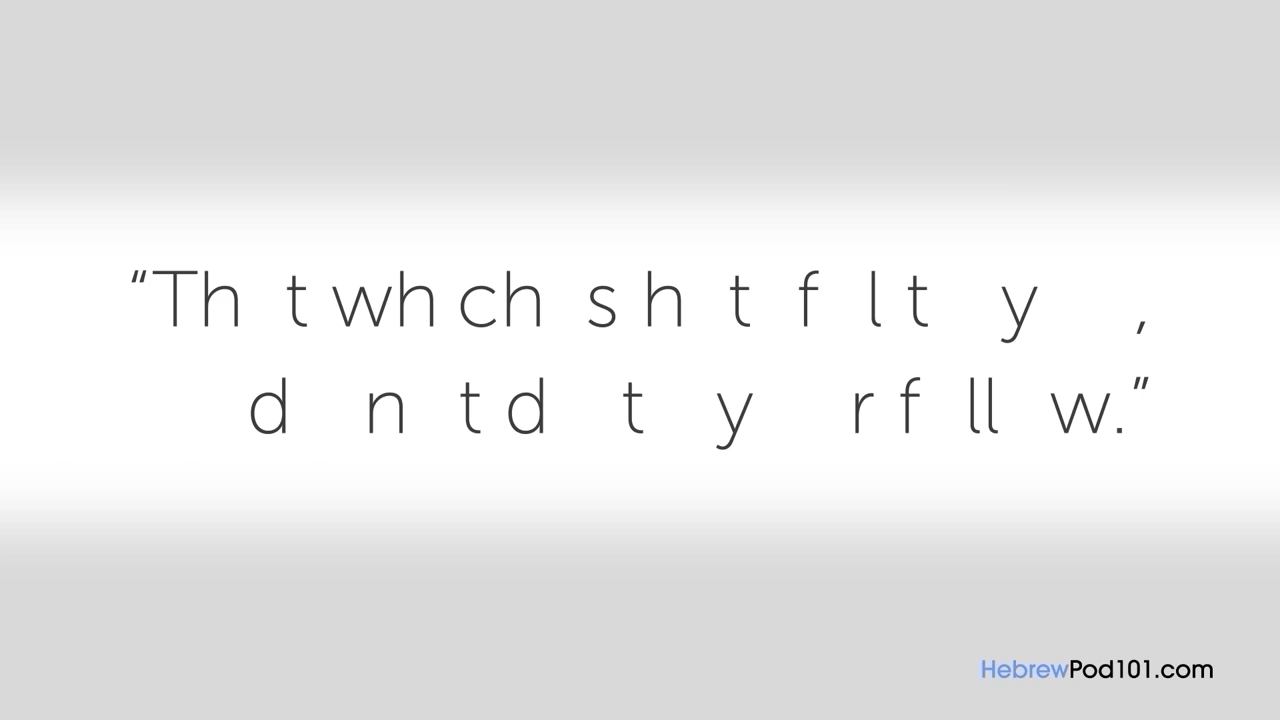 “Th t wh ch s h t f l t y ,
d n t d t y r f ll w.”
HebrewPod101.com